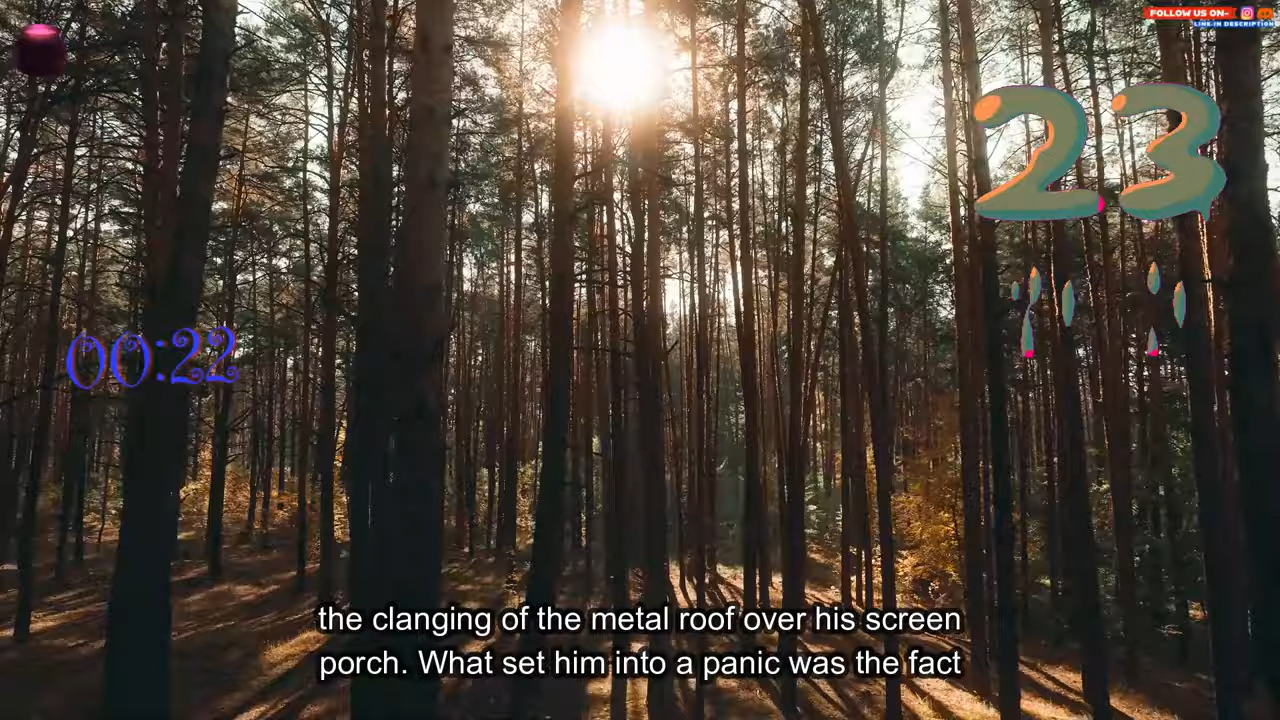 FOLLOW US ON-
LINK IN DESCRIPTION
23
00:22
the clanging of the metal roof over his screen
porch. What set him into a panic was the fact